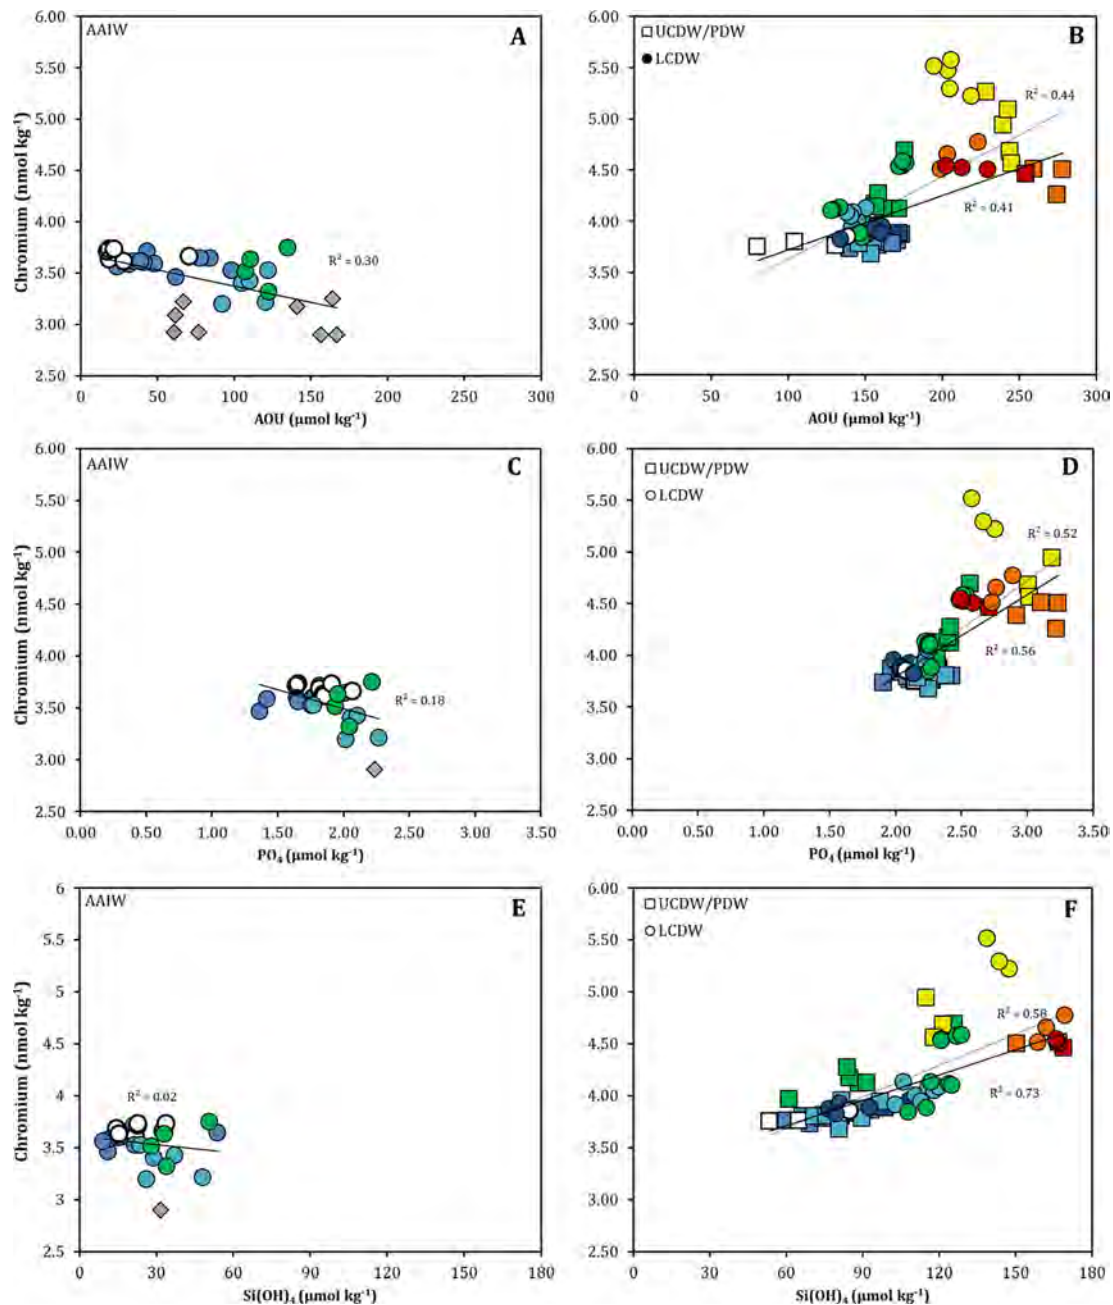 AAIW
A
R² = 0.30
Chromium (nmol kg⁻¹)
6.00
5.50
5.00
4.50
4.00
3.50
3.00
2.50
0 50 100 150 200 250 300
AOU (μmol kg⁻¹)
UCDW/PDW
LCDW
B
R² = 0.44
R² = 0.41
6.00
5.50
5.00
4.50
4.00
3.50
3.00
2.50
0 50 100 150 200 250 300
AOU (μmol kg⁻¹)
AAIW
C
R² = 0.18
Chromium (nmol kg⁻¹)
6.00
5.50
5.00
4.50
4.00
3.50
3.00
2.50
0.00 0.50 1.00 1.50 2.00 2.50 3.00 3.50
PO₄ (μmol kg⁻¹)
UCDW/PDW
LCDW
D
R² = 0.52
R² = 0.56
6.00
5.50
5.00
4.50
4.00
3.50
3.00
2.50
0.00 0.50 1.00 1.50 2.00 2.50 3.00 3.50
PO₄ (μmol kg⁻¹)
AAIW
E
R² = 0.02
Chromium (nmol kg⁻¹)
6
5.5
5
4.5
4
3.5
3
2.5
0 30 60 90 120 150 180
Si(OH)₄ (μmol kg⁻¹)
UCDW/PDW
LCDW
F
R² = 0.58
R² = 0.73
6.00
5.50
5.00
4.50
4.00
3.50
3.00
2.50
0 30 60 90 120 150 180
Si(OH)₄ (μmol kg⁻¹)